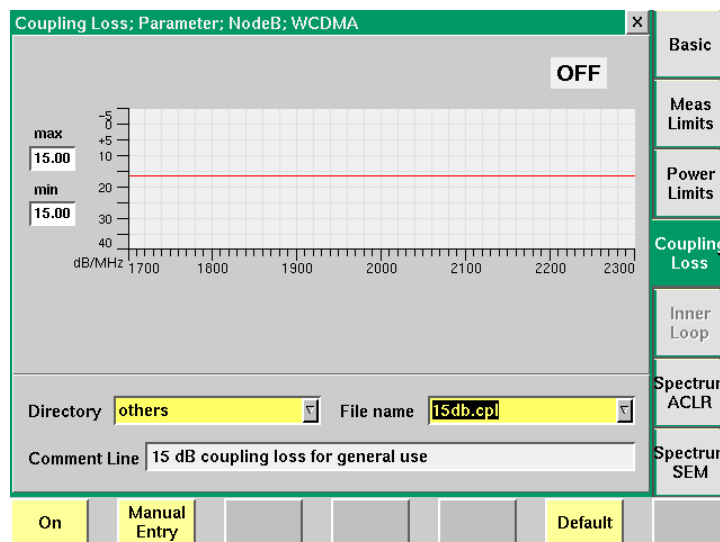 Coupling Loss; Parameter; NodeB; WCDMA
x
OFF
max
15.00
min
15.00
-5
0
+5
10
20
30
40
dB/MHz
1700 1800 1900 2000 2100 2200 2300
Directory others File name 15db.cpl
Comment Line 15 dB coupling loss for general use
Basic
Meas
Limits
Power
Limits
Coupling
Loss
Inner
Loop
Spectrum
ACLR
Spectrum
SEM
On
Manual
Entry
Default